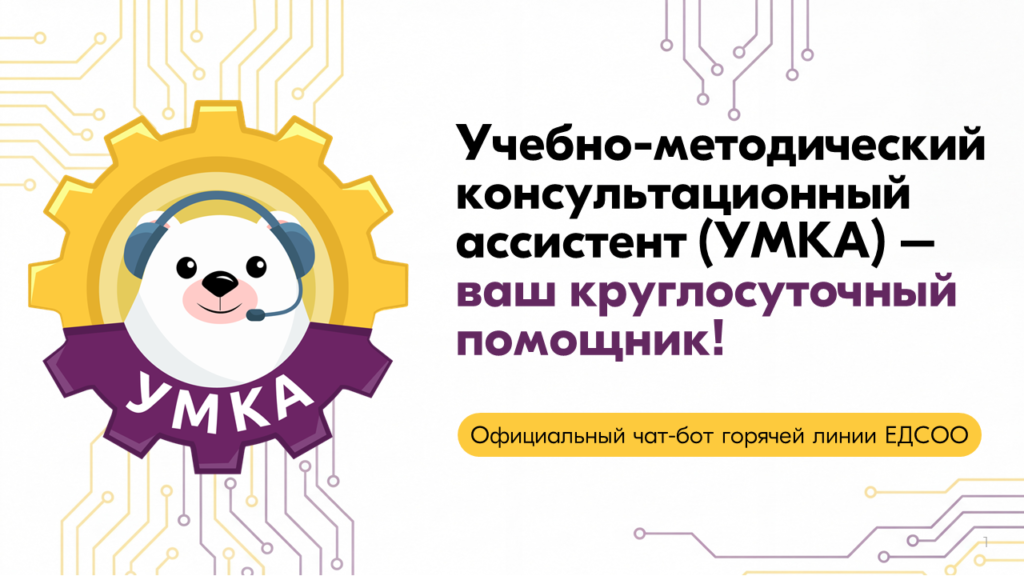 УМКА
Учебно-методический
консультационный
ассистент (УМКА) —
ваш круглосуточный
помощник!
Официальный чат-бот горячей линии ЕДСОО
1